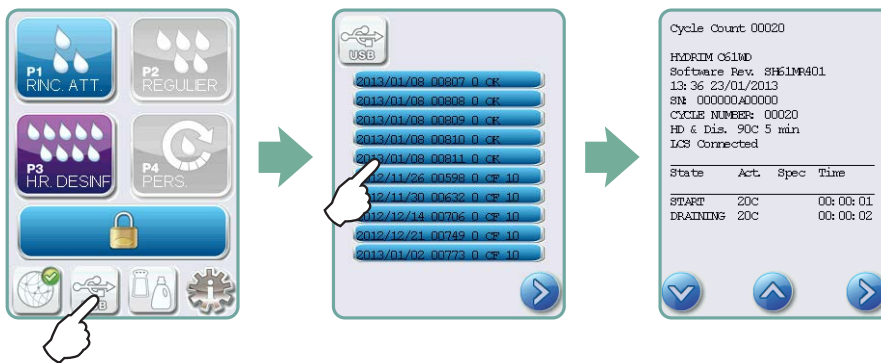 P1
RINC. ATT.
P2
REGULIER
P3
H.R. DESINF
P4
PERS.
USB
USB
2013/01/08 00807 0 OK
2013/01/08 00808 0 OK
2013/01/08 00809 0 OK
2013/01/08 00810 0 OK
2013/01/08 00811 0 OK
2012/11/26 00598 0 CF 10
2012/11/30 00632 0 CF 10
2012/12/14 00706 0 CF 10
2012/12/21 00749 0 CF 10
2013/01/02 00773 0 CF 10
Cycle Count 00020
HYDRIM C61WD
Software Rev. SH61MR401
13:36 23/01/2013
SN: 000000A00000
CYCLE NUMBER: 00020
HD & Dis. 90C 5 min
LCS Connected
State Act. Spec Time
START 20C 00:00:01
DRAINING 20C 00:00:02